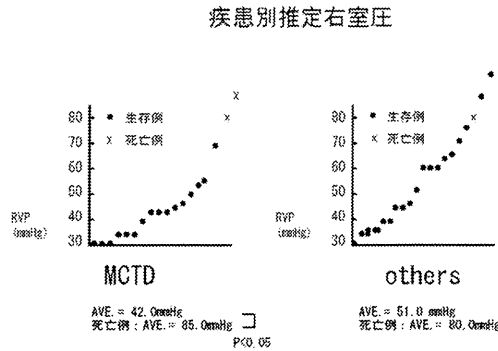 疾患別推定右室圧
80
70
60
50
40
30
RVP
(mmHg)
• 生存例
× 死亡例
MCTD
AVE.= 42.0mmHg
死亡例:AVE.= 85.0mmHg
P<0.05
80
70
60
50
40
30
RVP
(mmHg)
• 生存例
× 死亡例
others
AVE.= 51.0 mmHg
死亡例:AVE.= 80.0mmHg